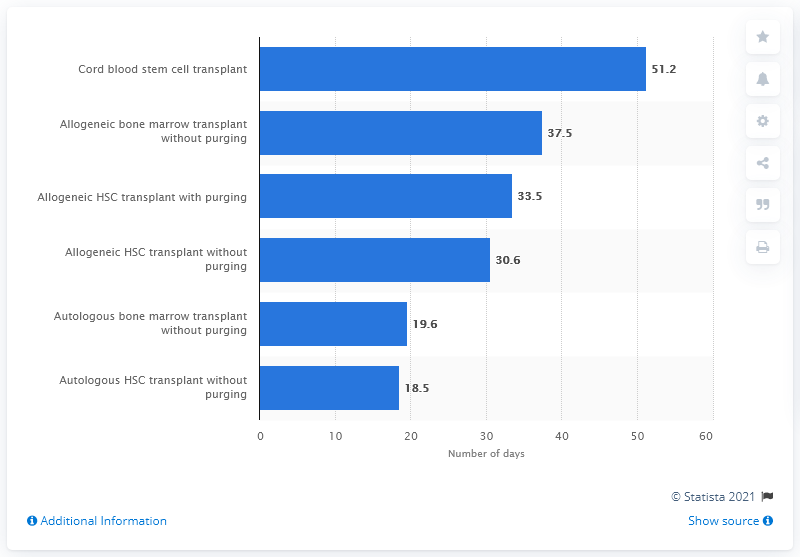 Cord blood stem cell transplant
51.2
Allogeneic bone marrow transplant
without purging
37.5
Allogeneic HSC transplant with purging
33.5
Allogeneic HSC transplant without
purging
30.6
Autologous bone marrow transplant
without purging
19.6
Autologous HSC transplant without
purging
18.5
0 10 20 30 40 50 60
Number of days
© Statista 2021
Additional Information
Show source